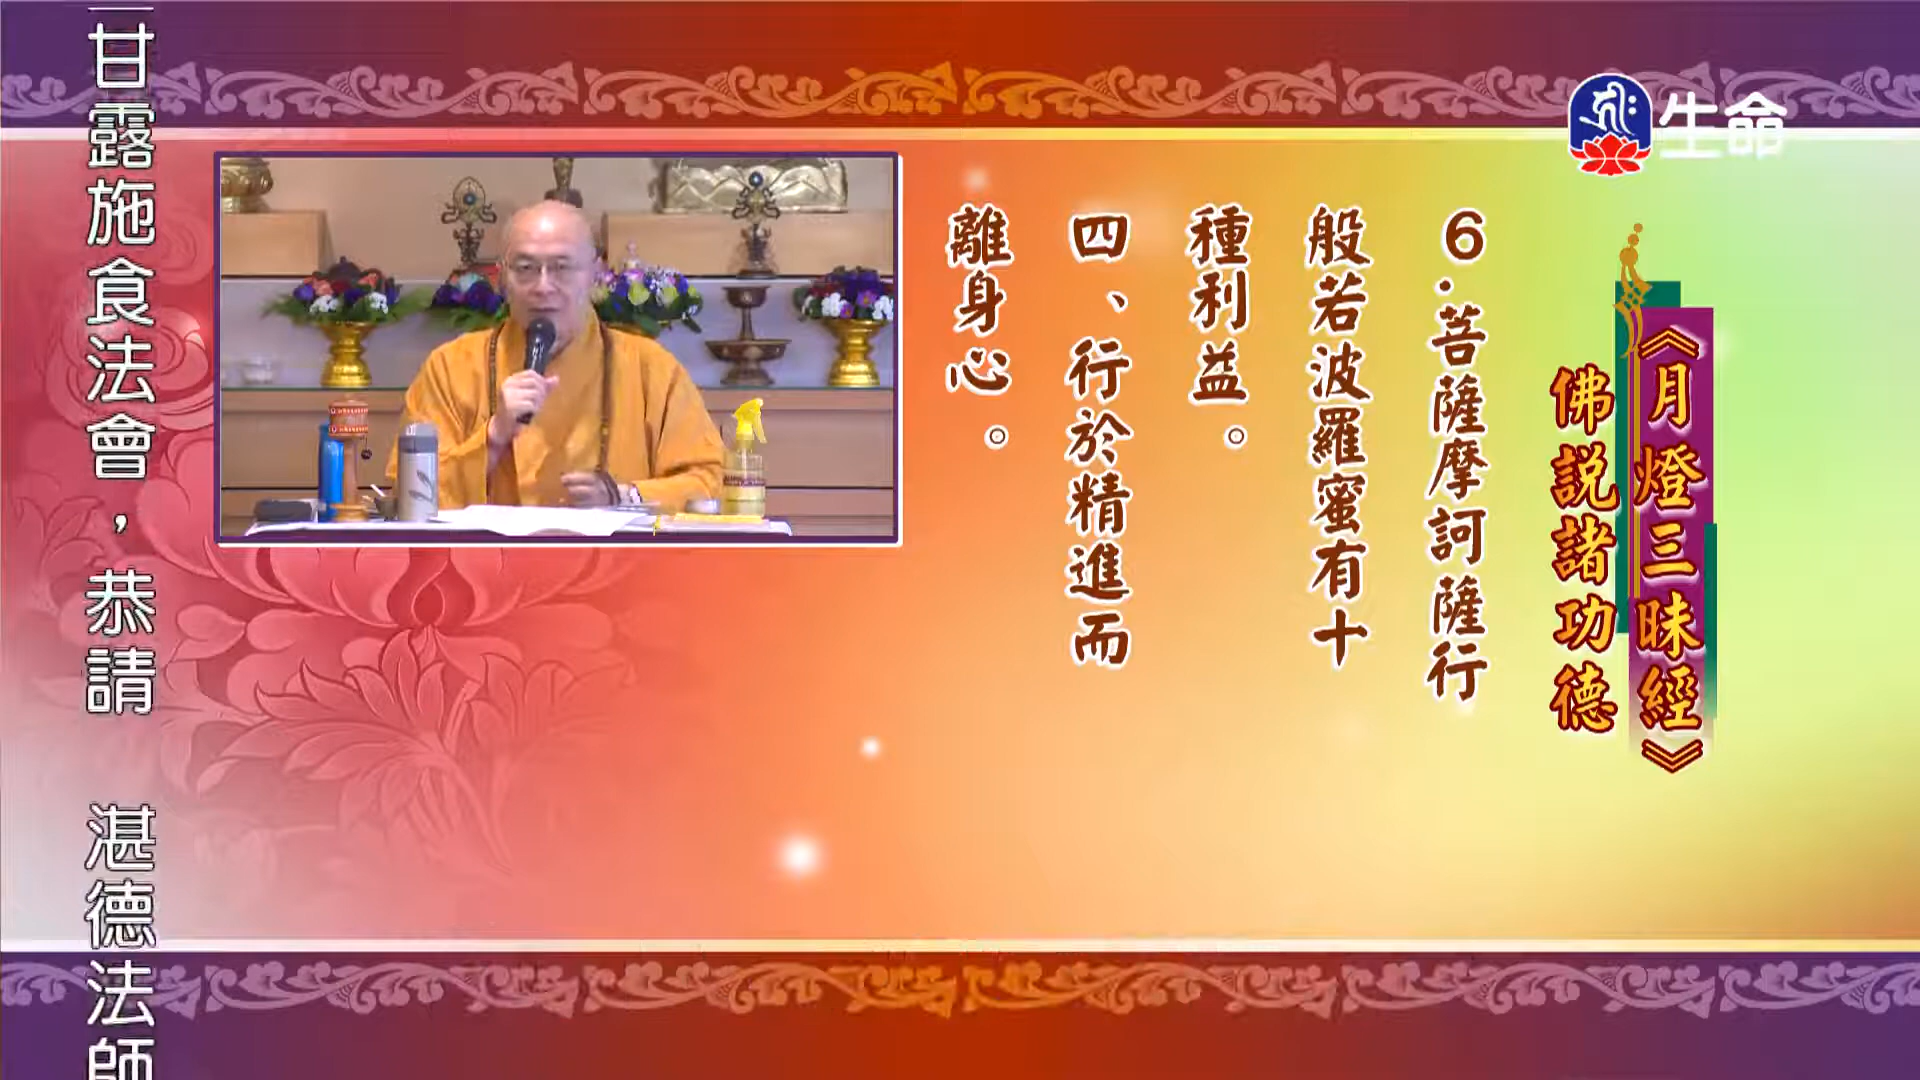 生命
《月燈三昧經》
佛説諸功德
6.菩薩摩訶薩行
般若波羅蜜有十
種利益。
四、行於精進而
離身心。
甘露施食法會，恭請　湛德法師